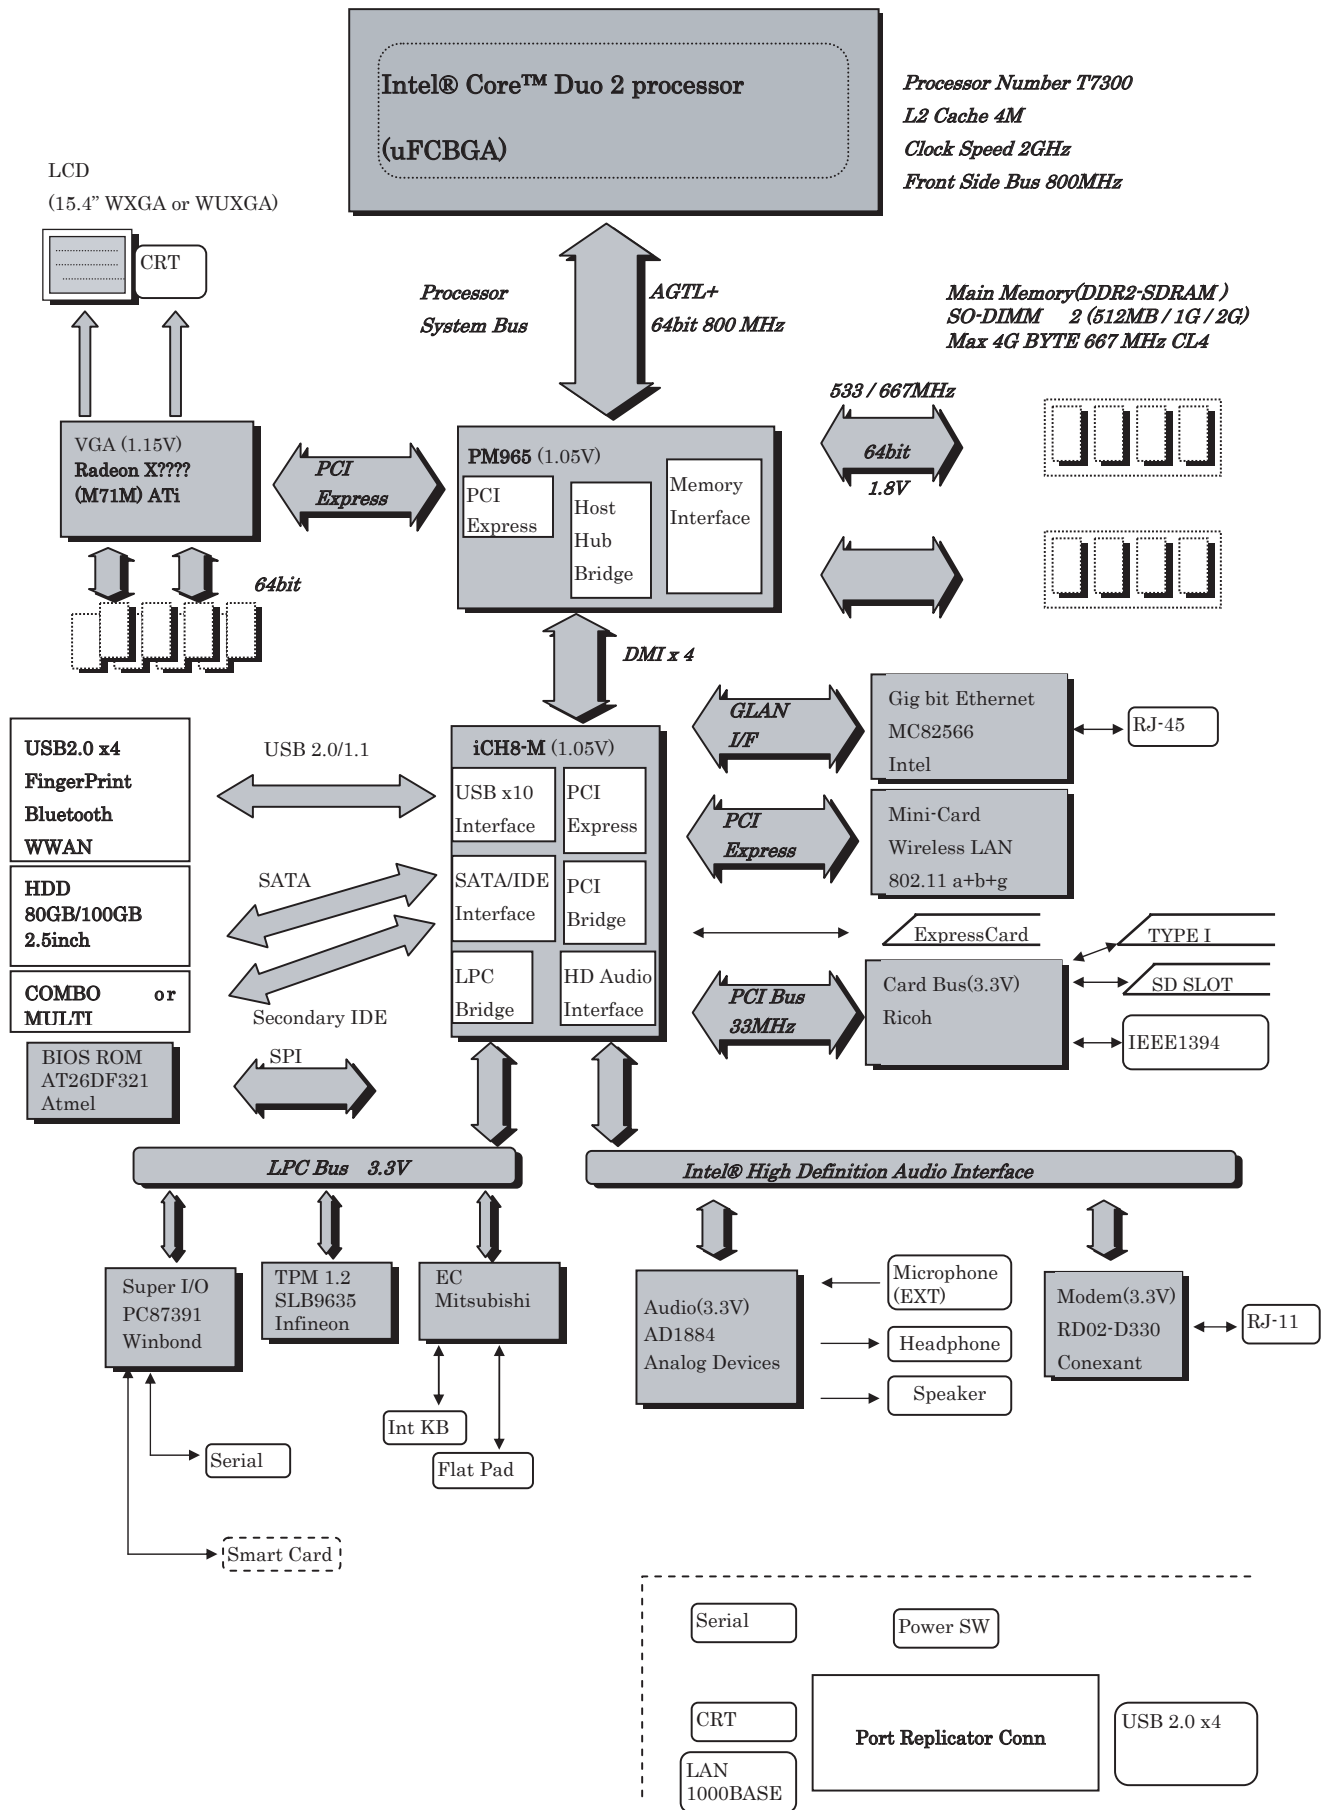 Intel® Core™ Duo 2 processor
(uFCBGA)
Processor Number T7300
L2 Cache 4M
Clock Speed 2GHz
Front Side Bus 800MHz
LCD
(15.4” WXGA or WUXGA)
CRT
Processor
System Bus
AGTL+
64bit 800 MHz
Main Memory(DDR2-SDRAM )
SO-DIMM 2 (512MB / 1G / 2G)
Max 4G BYTE 667 MHz CL4
533 / 667MHz
64bit
1.8V
VGA (1.15V)
Radeon X????
(M71M) ATi
PCI
Express
PM965 (1.05V)
PCI
Express
Host
Hub
Bridge
Memory
Interface
64bit
DMI x 4
GLAN
I/F
Gig bit Ethernet
MC82566
Intel
RJ-45
USB2.0 x4
FingerPrint
Bluetooth
WWAN
USB 2.0/1.1
iCH8-M (1.05V)
USB x10
Interface
PCI
Express
SATA/IDE
Interface
PCI
Bridge
LPC
Bridge
HD Audio
Interface
PCI
Express
Mini-Card
Wireless LAN
802.11 a+b+g
HDD
80GB/100GB
2.5inch
SATA
COMBO or
MULTI
Secondary IDE
ExpressCard
TYPE I
PCI Bus
33MHz
Card Bus(3.3V)
Ricoh
SD SLOT
IEEE1394
BIOS ROM
AT26DF321
Atmel
SPI
LPC Bus 3.3V
Intel® High Definition Audio Interface
Super I/O
PC87391
Winbond
TPM 1.2
SLB9635
Infineon
EC
Mitsubishi
Audio(3.3V)
AD1884
Analog Devices
Microphone
(EXT)
Headphone
Speaker
Modem(3.3V)
RD02-D330
Conexant
RJ-11
Int KB
Flat Pad
Serial
Smart Card
Serial
Power SW
CRT
Port Replicator Conn
USB 2.0 x4
LAN
1000BASE